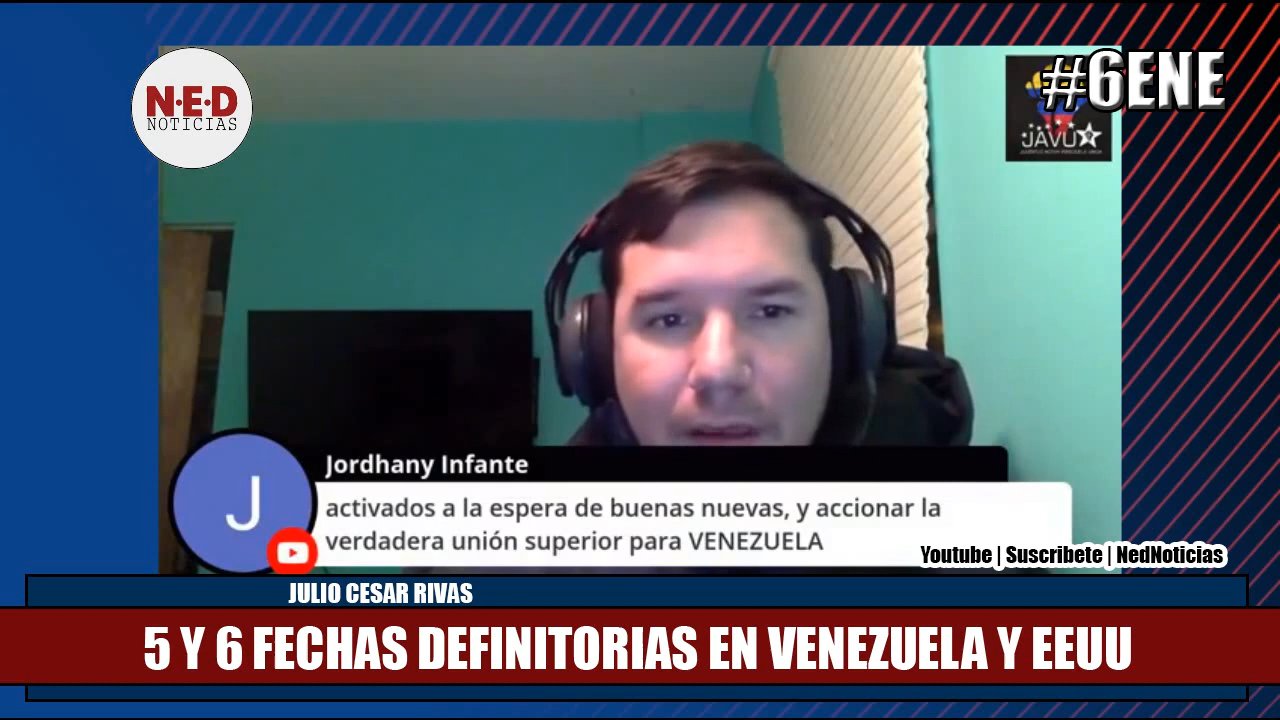 N·E·D
NOTICIAS
#6ENE
JAVU
Jordhany Infante
J
activados a la espera de buenas nuevas, y accionar la
verdadera unión superior para VENEZUELA
Youtube | Suscribete | NedNoticias
JULIO CESAR RIVAS
5 Y 6 FECHAS DEFINITORIAS EN VENEZUELA Y EEUU